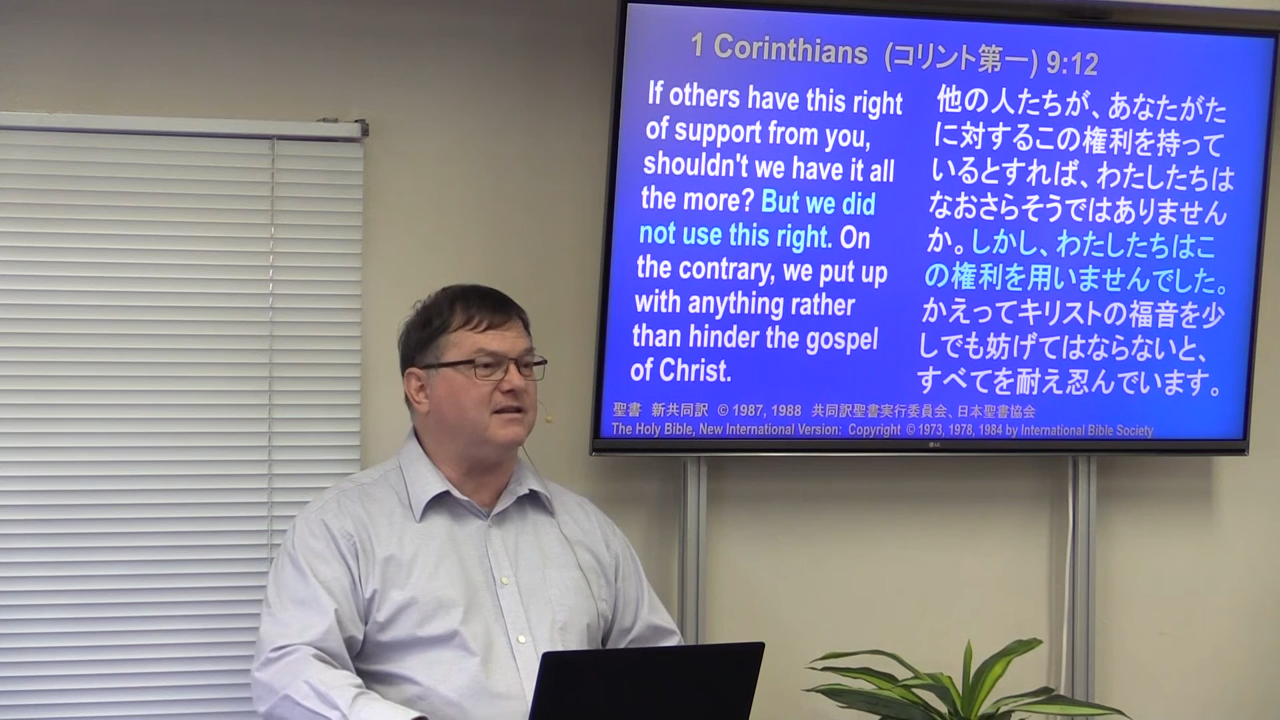 1 Corinthians (コリント第一) 9:12
If others have this right
of support from you,
shouldn't we have it all
the more? But we did
not use this right. On
the contrary, we put up
with anything rather
than hinder the gospel
of Christ.
他の人たちが、あなたがた
に対するこの権利を持って
いるとすれば、わたしたちは
なおさらそうではありません
か。しかし、わたしたちはこ
の権利を用いませんでした。
かえってキリストの福音を少
しでも妨げてはならないと、
すべてを耐え忍んでいます。
聖書 新共同訳 © 1987, 1988 共同訳聖書実行委員会、日本聖書協会
The Holy Bible, New International Version: Copyright © 1973, 1978, 1984 by International Bible Society
LG